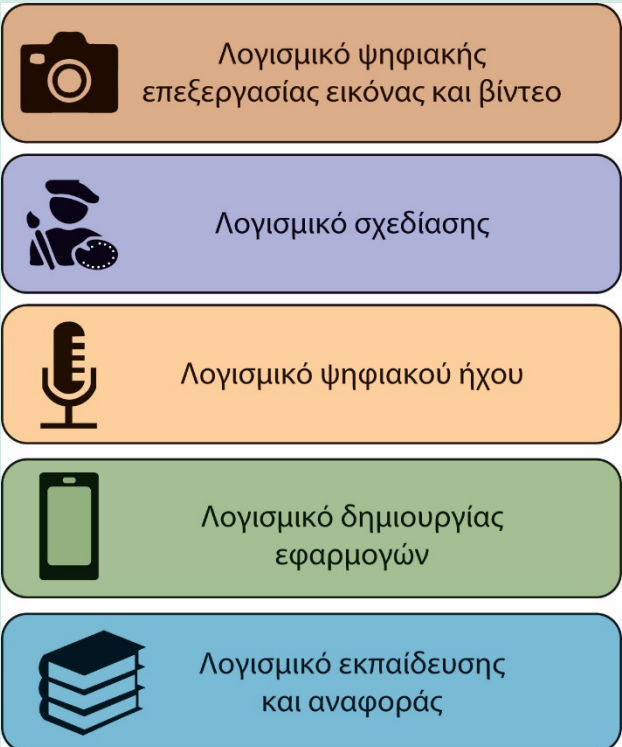 Λογισμικό ψηφιακής
επεξεργασίας εικόνας και βίντεο
Λογισμικό σχεδίασης
Λογισμικό ψηφιακού ήχου
Λογισμικό δημιουργίας
εφαρμογών
Λογισμικό εκπαίδευσης
και αναφοράς